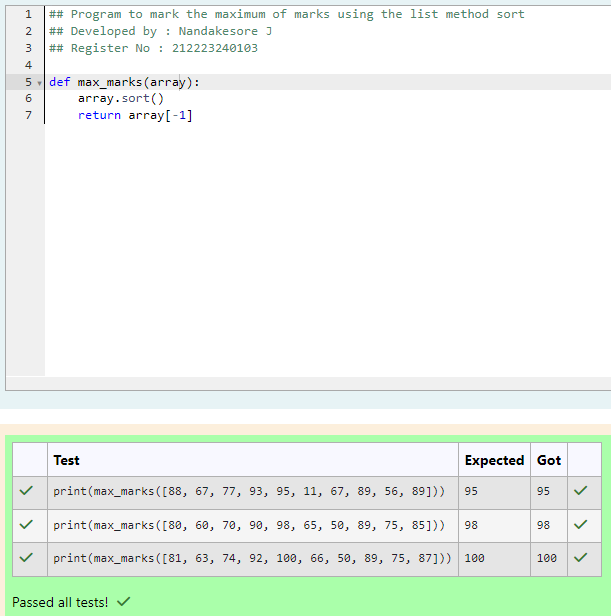 1 ## Program to mark the maximum of marks using the list method sort
2 ## Developed by : Nandakesore J
3 ## Register No : 212223240103
4
5 def max_marks(array):
6     array.sort()
7     return array[-1]
Test Expected Got
print(max_marks([88, 67, 77, 93, 95, 11, 67, 89, 56, 89])) 95 95
print(max_marks([80, 60, 70, 90, 98, 65, 50, 89, 75, 85])) 98 98
print(max_marks([81, 63, 74, 92, 100, 66, 50, 89, 75, 87])) 100 100
Passed all tests!